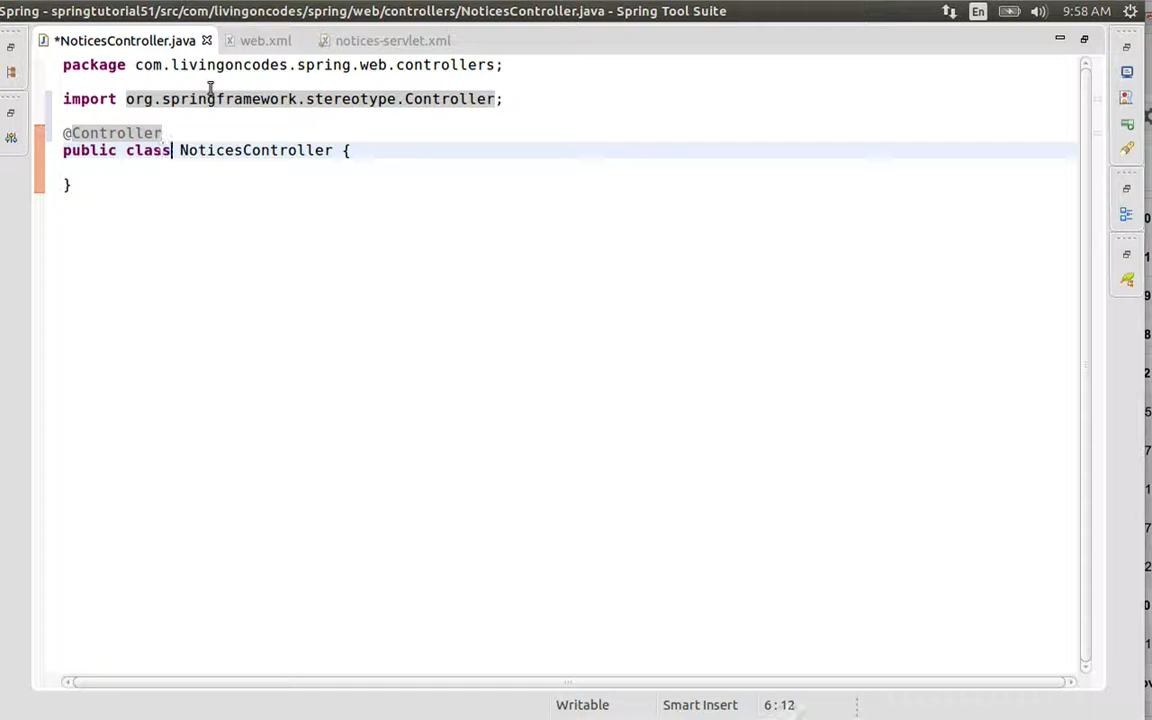 Spring - springtutorial51/src/com/livingoncodes/spring/web/controllers/NoticesController.java - Spring Tool Suite
En
9:58 AM
*NoticesController.java
web.xml
notices-servlet.xml
package com.livingoncodes.spring.web.controllers;
import org.springframework.stereotype.Controller;
@Controller
public class NoticesController {
}
Writable
Smart Insert
6:12